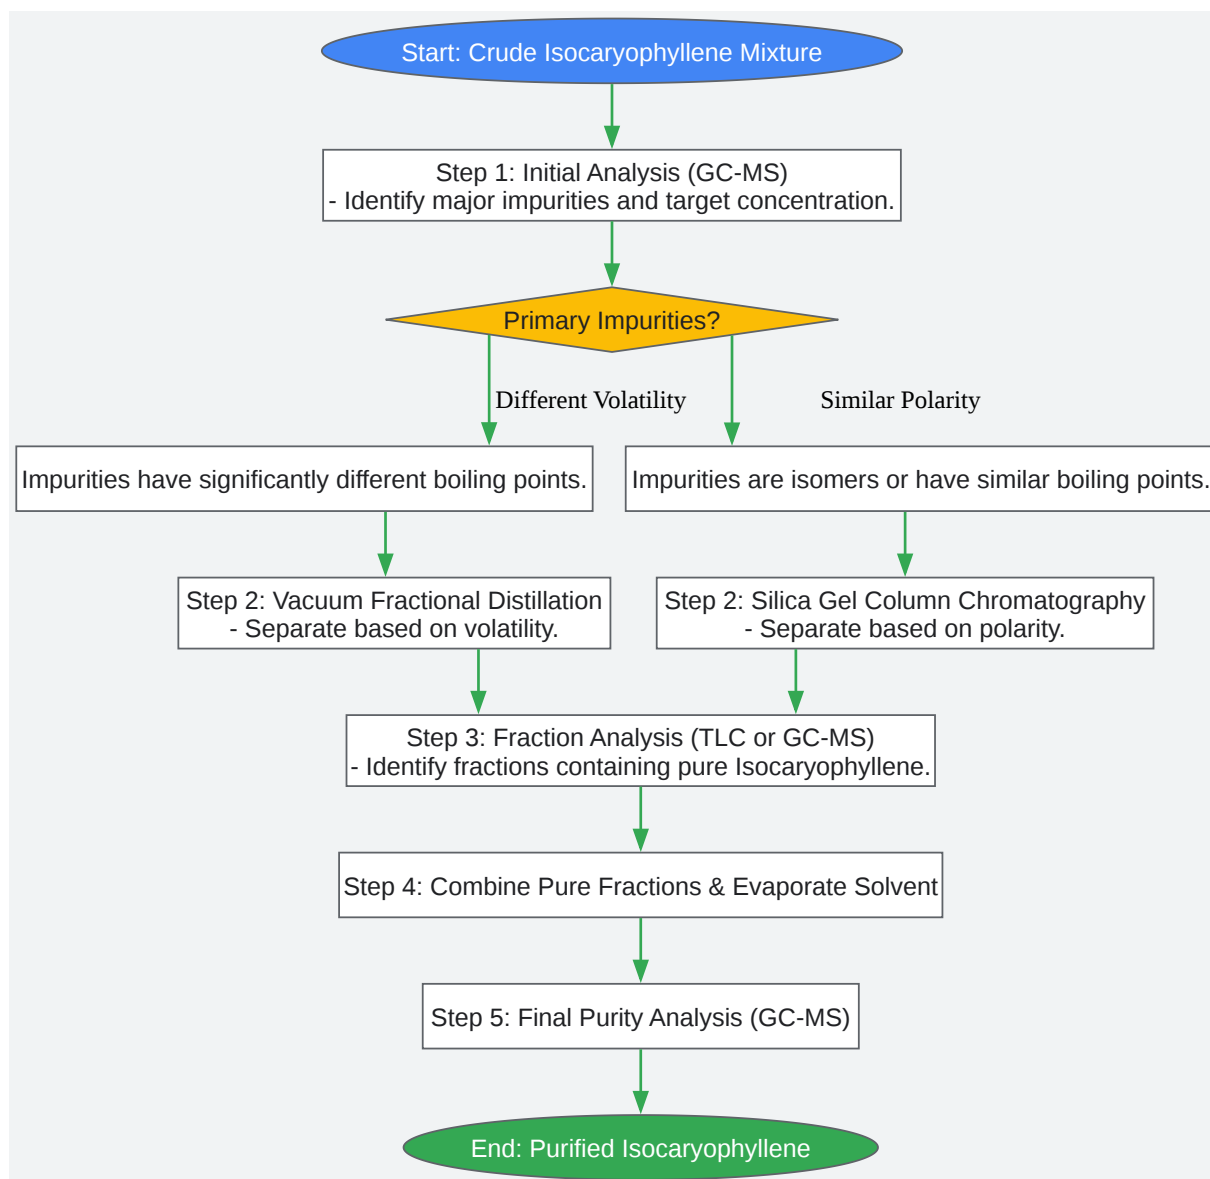 Start: Crude Isocaryophyllene Mixture
Step 1: Initial Analysis (GC-MS)
- Identify major impurities and target concentration.
Primary Impurities?
Different Volatility
Similar Polarity
Impurities have significantly different boiling points.
Impurities are isomers or have similar boiling points.
Step 2: Vacuum Fractional Distillation
- Separate based on volatility.
Step 2: Silica Gel Column Chromatography
- Separate based on polarity.
Step 3: Fraction Analysis (TLC or GC-MS)
- Identify fractions containing pure Isocaryophyllene.
Step 4: Combine Pure Fractions & Evaporate Solvent
Step 5: Final Purity Analysis (GC-MS)
End: Purified Isocaryophyllene